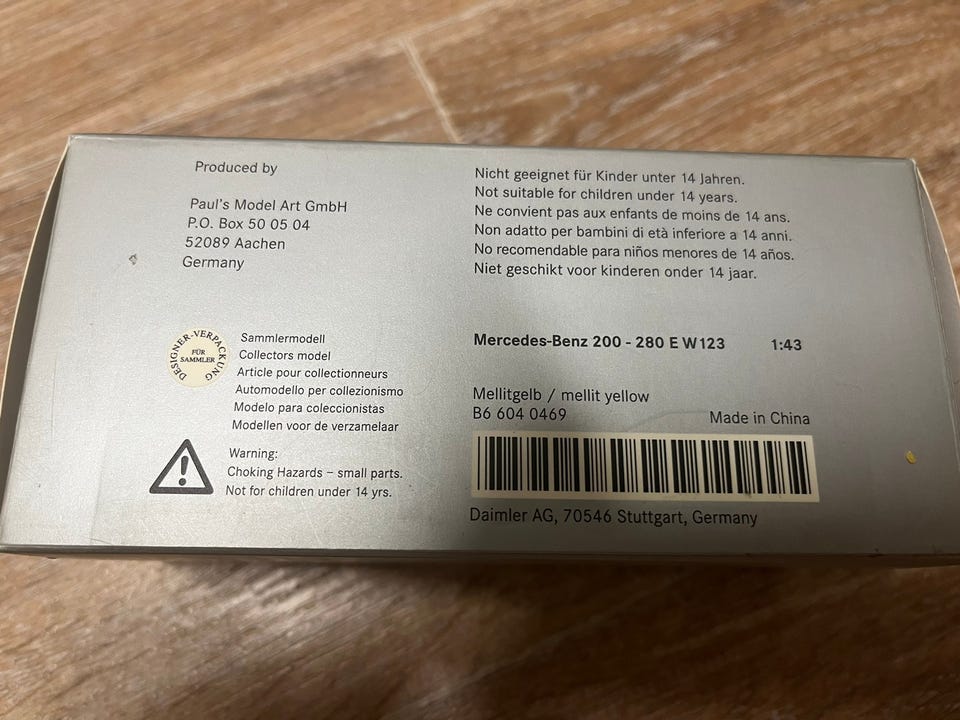 Produced by
Paul's Model Art GmbH
P.O. Box 50 05 04
52089 Aachen
Germany
Nicht geeignet für Kinder unter 14 Jahren.
Not suitable for children under 14 years.
Ne convient pas aux enfants de moins de 14 ans.
Non adatto per bambini di età inferiore a 14 anni.
No recomendable para niños menores de 14 años.
Niet geschikt voor kinderen onder 14 jaar.
DESIGNER-VERPACKUNG
FÜR
SAMMLER
Sammlermodell
Collectors model
Article pour collectionneurs
Automodello per collezionismo
Modelo para coleccionistas
Modellen voor de verzamelaar
Warning:
Choking Hazards – small parts.
Not for children under 14 yrs.
Mercedes-Benz 200 - 280 E W123 1:43
Mellitgelb / mellit yellow
B6 604 0469 Made in China
Daimler AG, 70546 Stuttgart, Germany